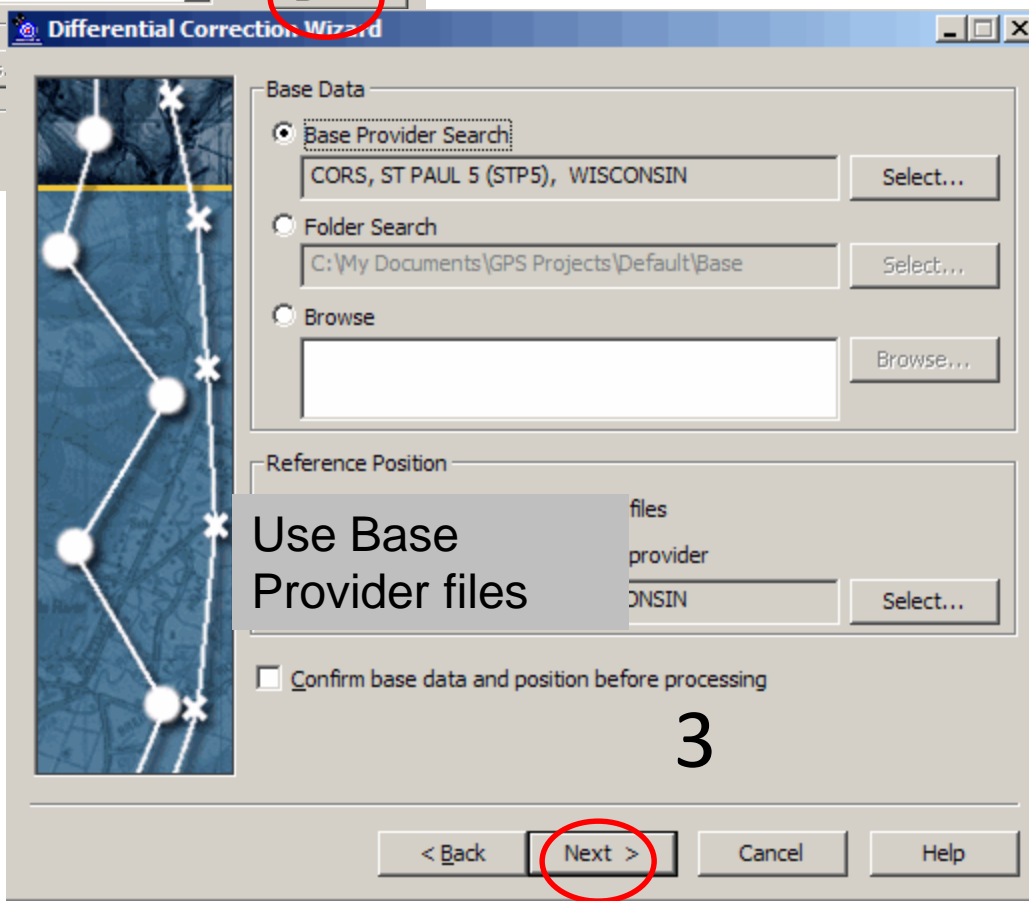 Differential Correction Wizard
Base Data
Base Provider Search
CORS, ST PAUL 5 (STP5), WISCONSIN
Select...
Folder Search
C:\My Documents\GPS Projects\Default\Base
Select...
Browse
Browse...
Reference Position
files
provider
Use Base
Provider files
Select...
Confirm base data and position before processing
3
< Back
Next >
Cancel
Help